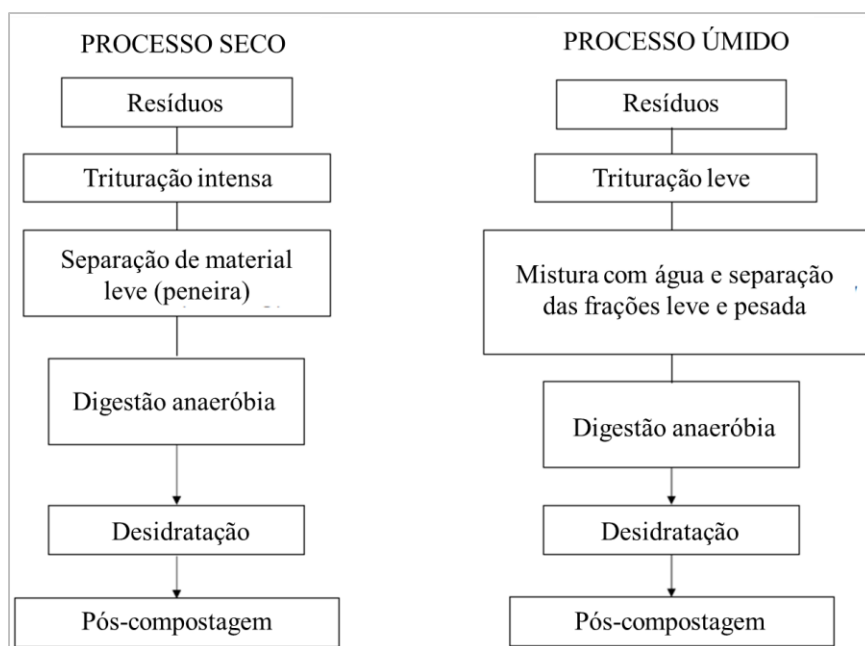 PROCESSO SECO
Resíduos
Trituração intensa
Separação de material
leve (peneira)
Digestão anaeróbia
Desidratação
Pós-compostagem
PROCESSO ÚMIDO
Resíduos
Trituração leve
Mistura com água e separação
das frações leve e pesada
Digestão anaeróbia
Desidratação
Pós-compostagem